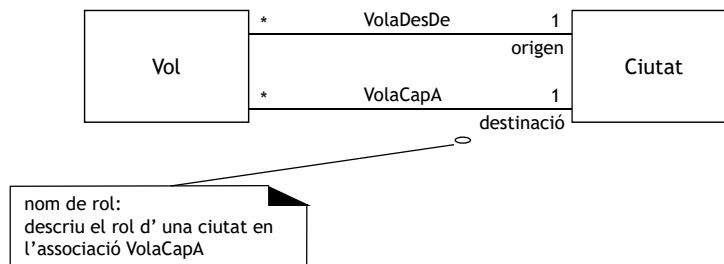 * VolaDesDe 1
origen
Vol
Ciutat
* VolaCapA 1
destinació
nom de rol:
descriu el rol d’ una ciutat en
l’associació VolaCapA